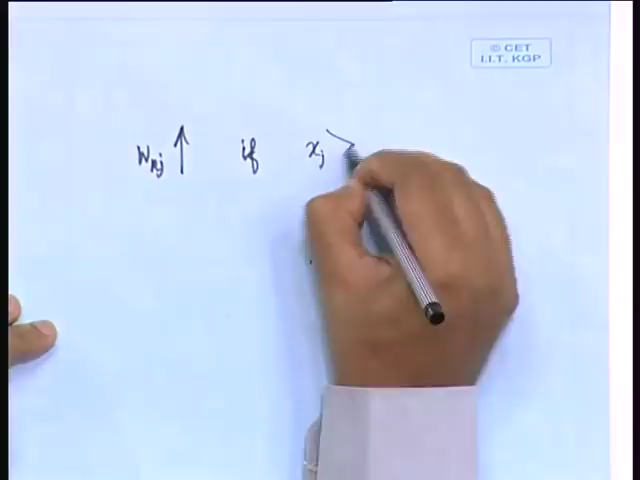 © CET
I.I.T. KGP
w_kj ↑ if x_j >